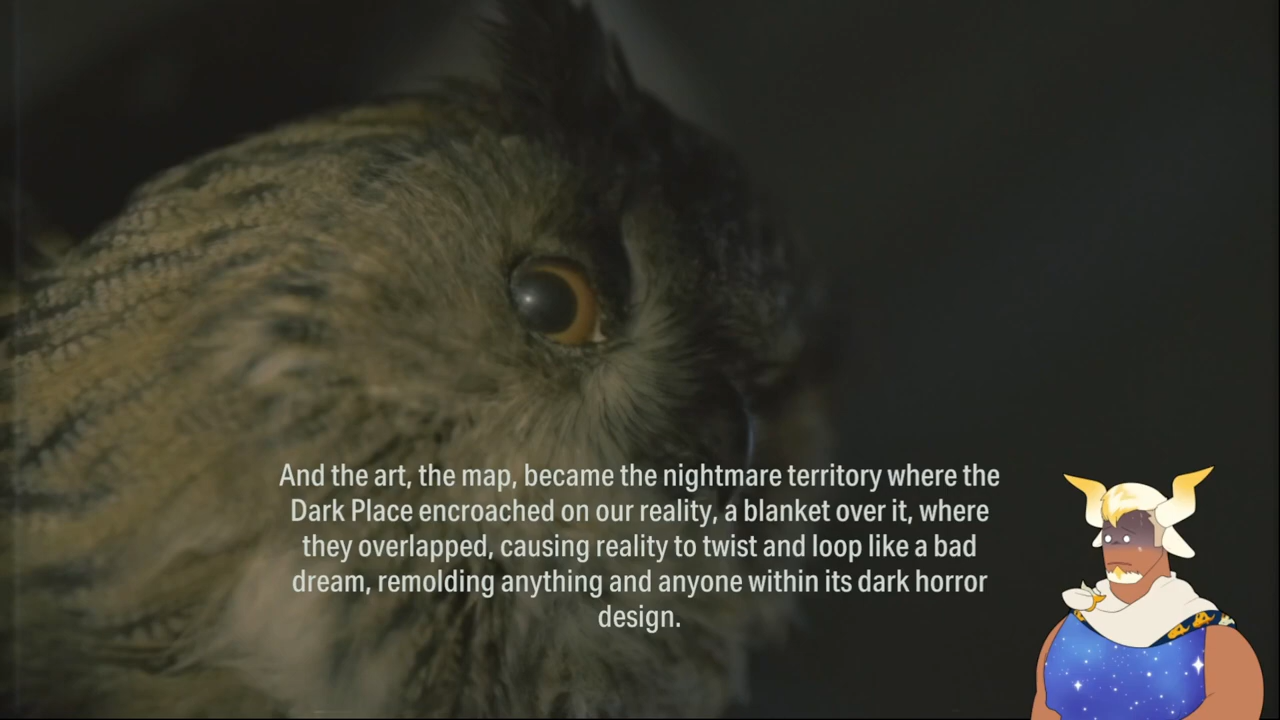 And the art, the map, became the nightmare territory where the
Dark Place encroached on our reality, a blanket over it, where
they overlapped, causing reality to twist and loop like a bad
dream, remolding anything and anyone within its dark horror
design.